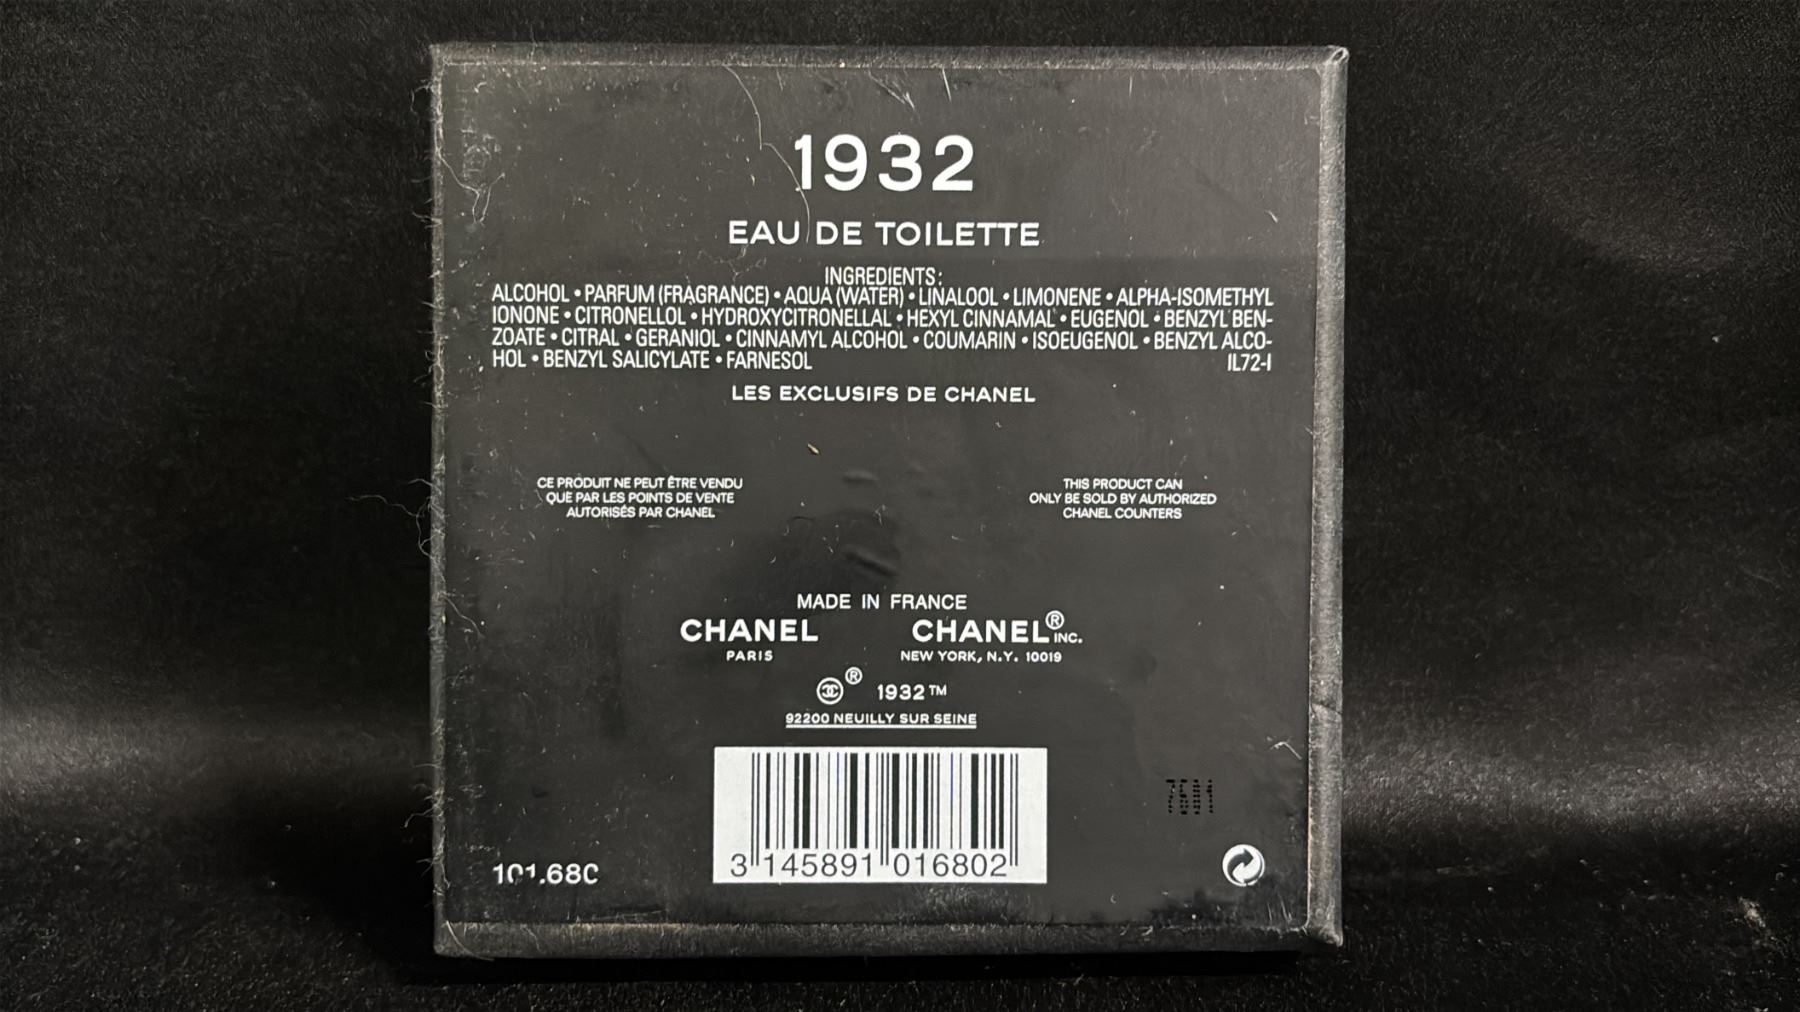 1932
EAU DE TOILETTE
INGREDIENTS:
ALCOHOL • PARFUM (FRAGRANCE) • AQUA (WATER) • LINALOOL • LIMONENE • ALPHA-ISOMETHYL
IONONE • CITRONELLOL • HYDROXYCITRONELLAL • HEXYL CINNAMAL • EUGENOL • BENZYL BEN-
ZOATE • CITRAL • GERANIOL • CINNAMYL ALCOHOL • COUMARIN • ISOEUGENOL • BENZYL ALCO-
HOL • BENZYL SALICYLATE • FARNESOL IL72-I
LES EXCLUSIFS DE CHANEL
CE PRODUIT NE PEUT ÊTRE VENDU
QUE PAR LES POINTS DE VENTE
AUTORISÉS PAR CHANEL
THIS PRODUCT CAN
ONLY BE SOLD BY AUTHORIZED
CHANEL COUNTERS
MADE IN FRANCE
CHANEL
PARIS
CHANEL® INC.
NEW YORK, N.Y. 10019
® 1932™
92200 NEUILLY SUR SEINE
3 145891 016802